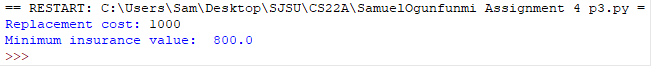 == RESTART: C:\Users\Sam\Desktop\SJSU\CS22A\SamuelOgunfunmi Assignment 4 p3.py =
Replacement cost: 1000
Minimum insurance value:  800.0
>>>